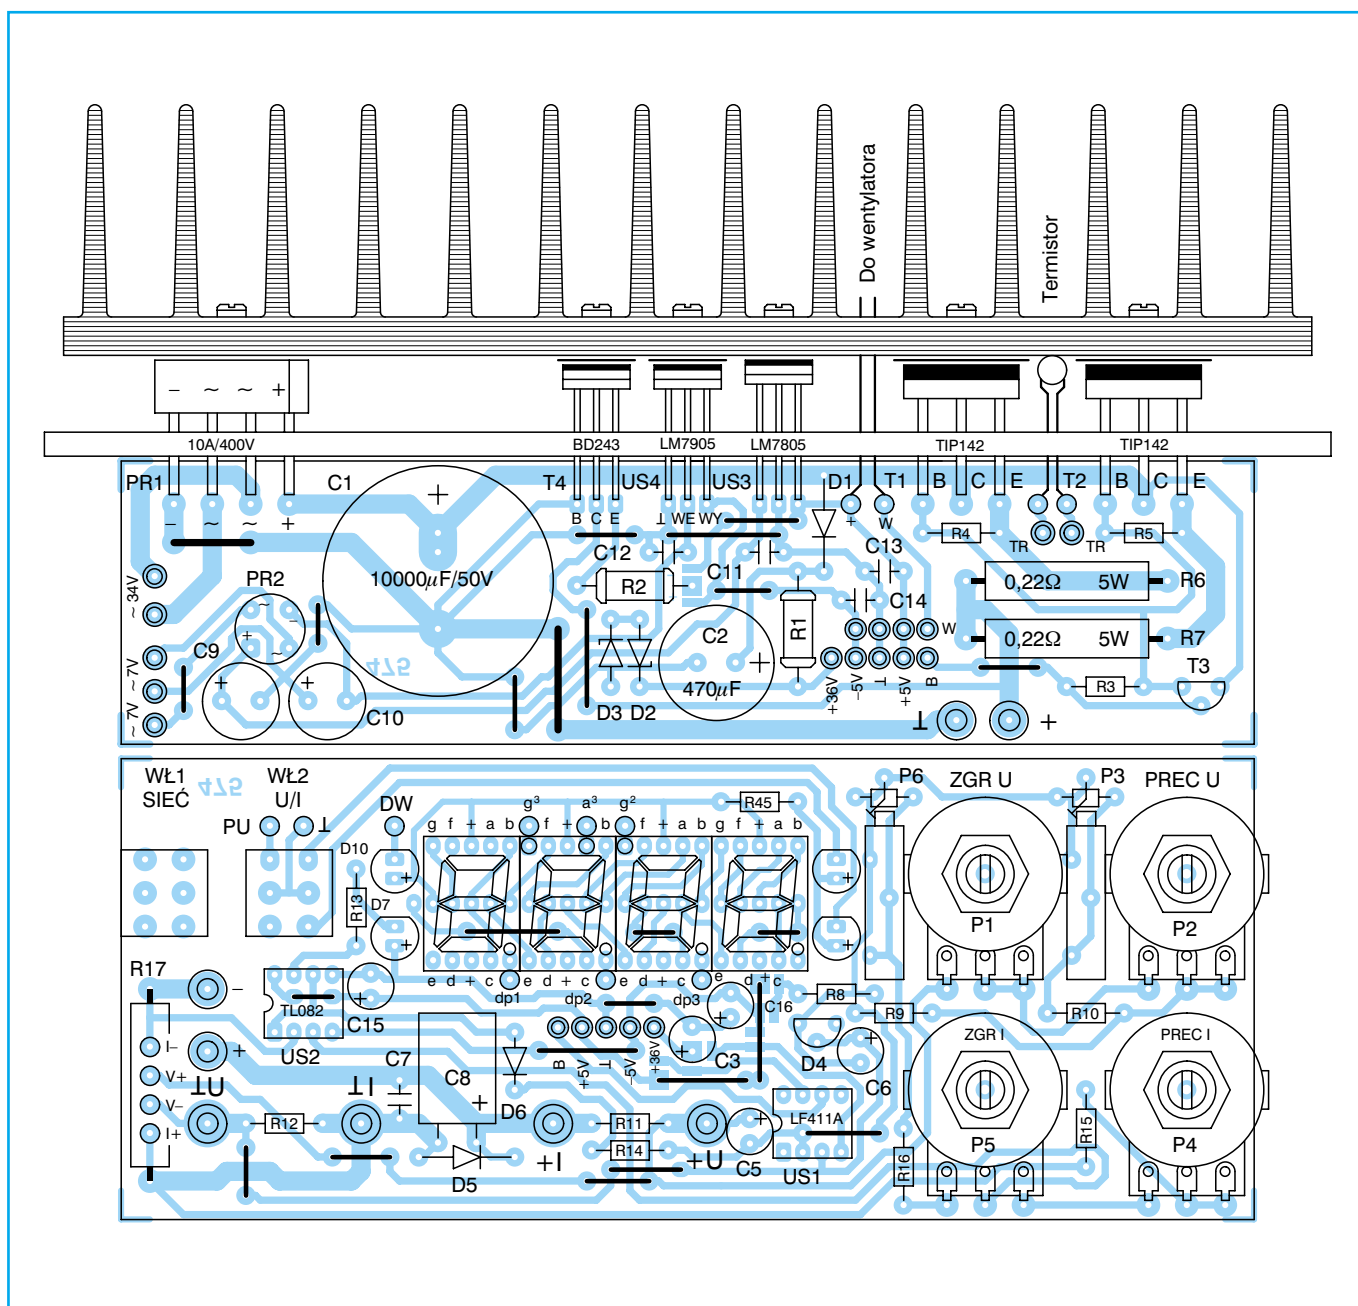 Do wentylatora
Termistor
− ~ ~ +
10A/400V
BD243
LM7905
LM7805
TIP142
TIP142
PR1
C1
T4
US4
US3
D1
T1
B
C
E
T2
B
C
E
− ~ ~ +
+
B C E
⊥ WE WY
+ W
R4
TR
TR
R5
C12
C13
~ 34V
PR2
10000µF/50V
R2
C11
0,22Ω 5W
R6
C14
R1
W
C2
0,22Ω 5W
R7
~
−
+
~
C9
~ 7V
475
+
+
+
470µF
T3
+36V
−5V
⊥
+5V
B
R3
~ 7V
C10
D3 D2
⊥
+
WŁ1
SIEĆ
475
WŁ2
U/I
DW
g³
a³
g²
R45
P6
ZGR U
P3
PREC U
PU
⊥
g f + a b
f + b
f + a b
g f + a b
D10
+
+
R13
D7
+
+
P1
P2
R17
−
e d + c
e d + c
e d + c
e d + c
dp1
dp2
dp3
TL082
+
C15
US2
+
C16
R8
R9
R10
I−
+
C7
C8
+
D6
B
+5V
⊥
−5V
+36V
+
C3
D4
C6
+
ZGR I
PREC I
V+
⊥U
⊥I
V−
I+
R12
R11
R14
+
C5
LF411A
US1
D5
+I
+U
R16
P5
R15
P4